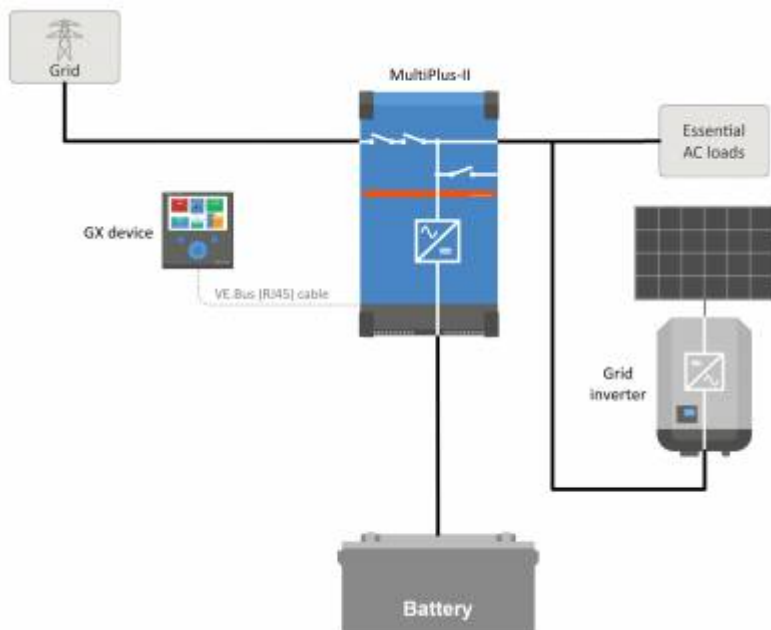 Grid
MultiPlus-II
Essential
AC loads
GX device
VE.Bus (RJ45) cable
Grid
inverter
Battery